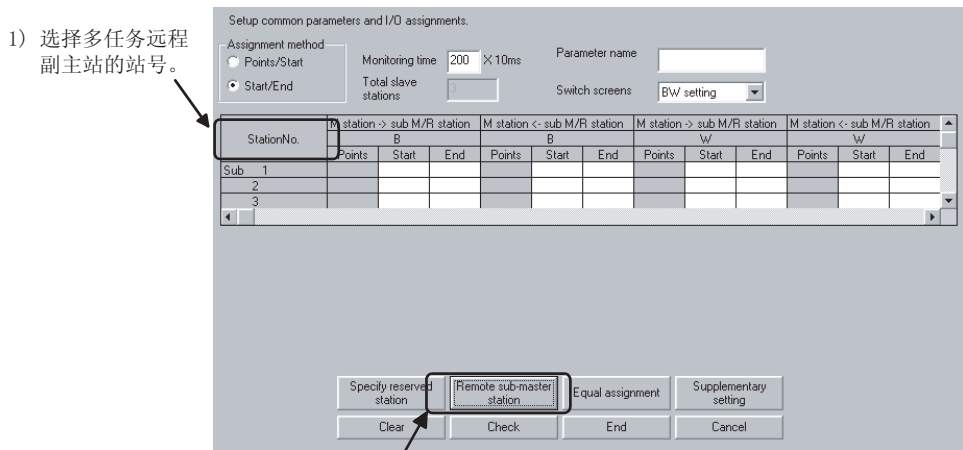 1) 选择多任务远程
副主站的站号。
Setup common parameters and I/O assignments.
Assignment method
Points/Start
Start/End
Monitoring time 200 X 10ms
Total slave
stations 3
Parameter name
Switch screens BW setting
StationNo. M station -> sub M/R station M station <- sub M/R station M station -> sub M/R station M station <- sub M/R station
B B W W
Points Start End Points Start End Points Start End Points Start End
Sub 1
2
3
Specify reserved
station
Remote sub-master
station
Equal assignment
Supplementary
setting
Clear Check End Cancel